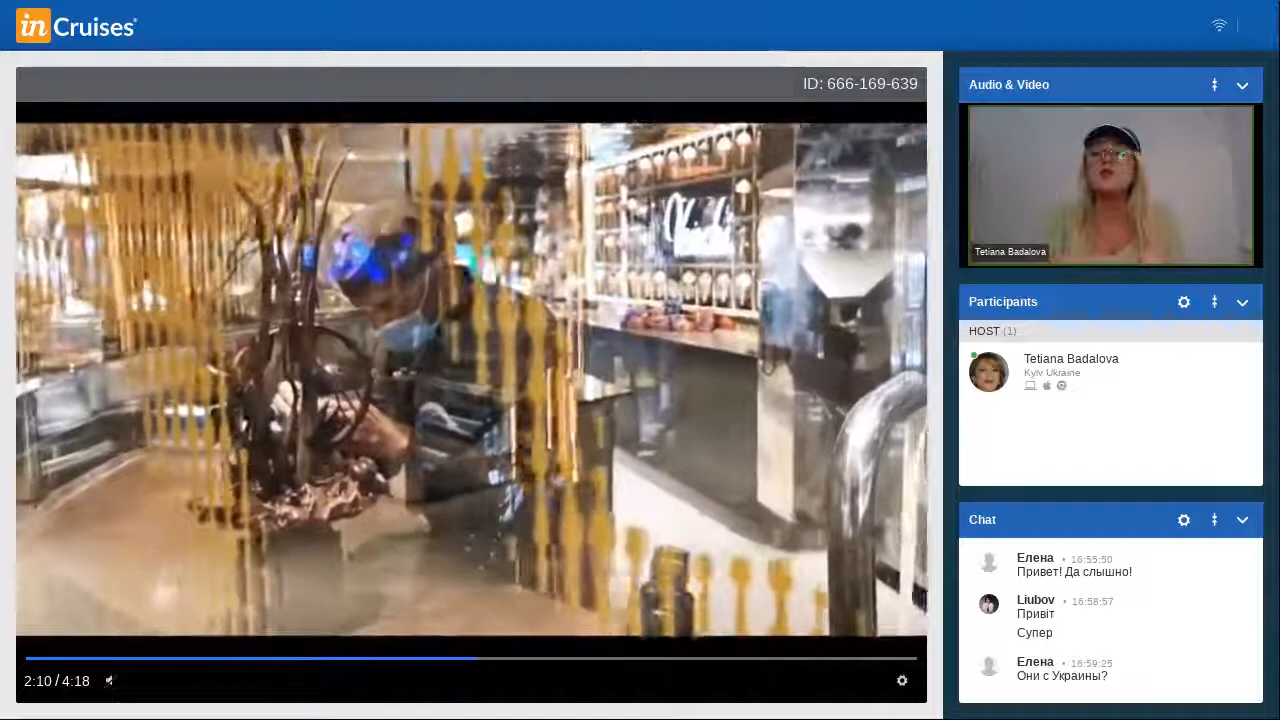 in Cruises®
ID: 666-169-639
2:10 / 4:18
Audio & Video
Tetiana Badalova
Participants
HOST (1)
Tetiana Badalova
Kyiv Ukraine
Chat
Елена • 16:55:50
Привет! Да слышно!
Liubov • 16:58:57
Привіт
Супер
Елена • 16:59:25
Они с Украины?